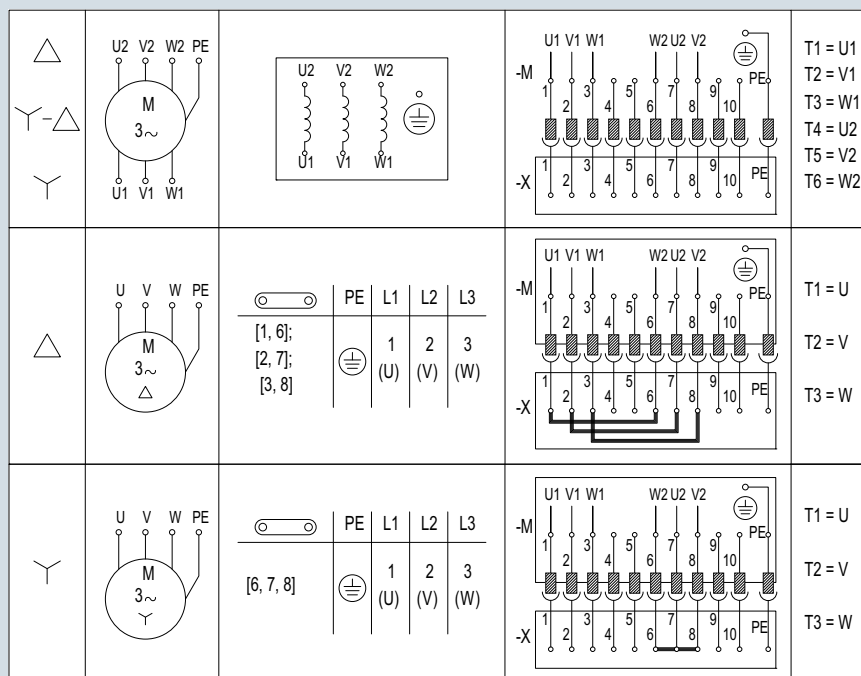 U2 V2 W2 PE
M
3~
U1 V1 W1
U2 V2 W2
U1 V1 W1
U1 V1 W1 W2 U2 V2
-M
PE
1 2 3 4 5 6 7 8 9 10
-X
1 2 3 4 5 6 7 8 9 10 PE
T1 = U1
T2 = V1
T3 = W1
T4 = U2
T5 = V2
T6 = W2
U V W PE
M
3~
PE L1 L2 L3
[1, 6];
[2, 7];
[3, 8]
1 2 3
(U) (V) (W)
U1 V1 W1 W2 U2 V2
-M
PE
1 2 3 4 5 6 7 8 9 10
-X
1 2 3 4 5 6 7 8 9 10 PE
T1 = U
T2 = V
T3 = W
U V W PE
M
3~
PE L1 L2 L3
[6, 7, 8]
1 2 3
(U) (V) (W)
U1 V1 W1 W2 U2 V2
-M
PE
1 2 3 4 5 6 7 8 9 10
-X
1 2 3 4 5 6 7 8 9 10 PE
T1 = U
T2 = V
T3 = W